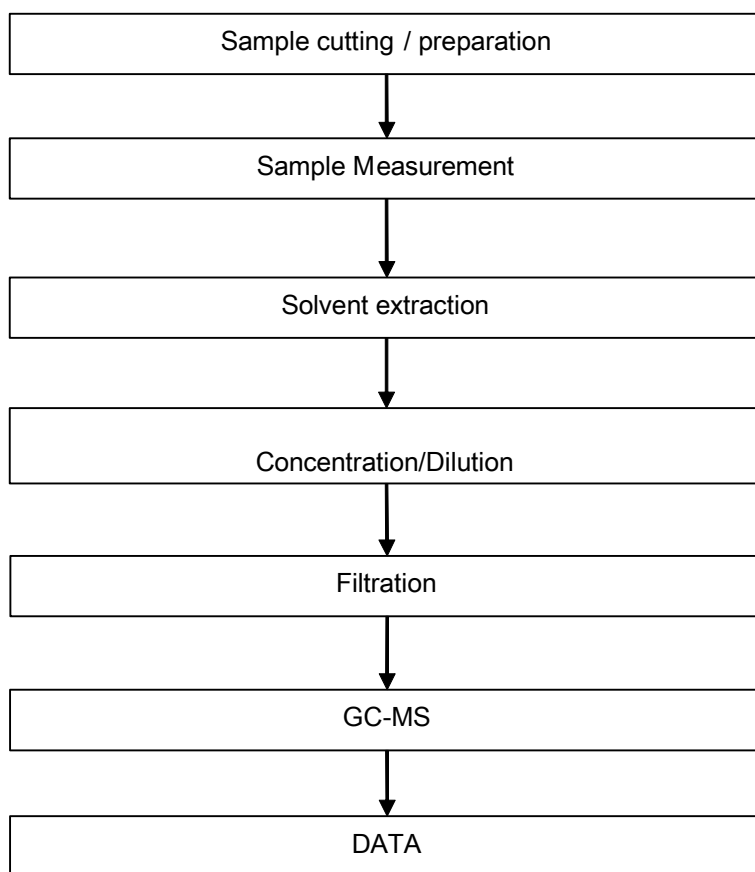 Sample cutting / preparation
Sample Measurement
Solvent extraction
Concentration/Dilution
Filtration
GC-MS
DATA